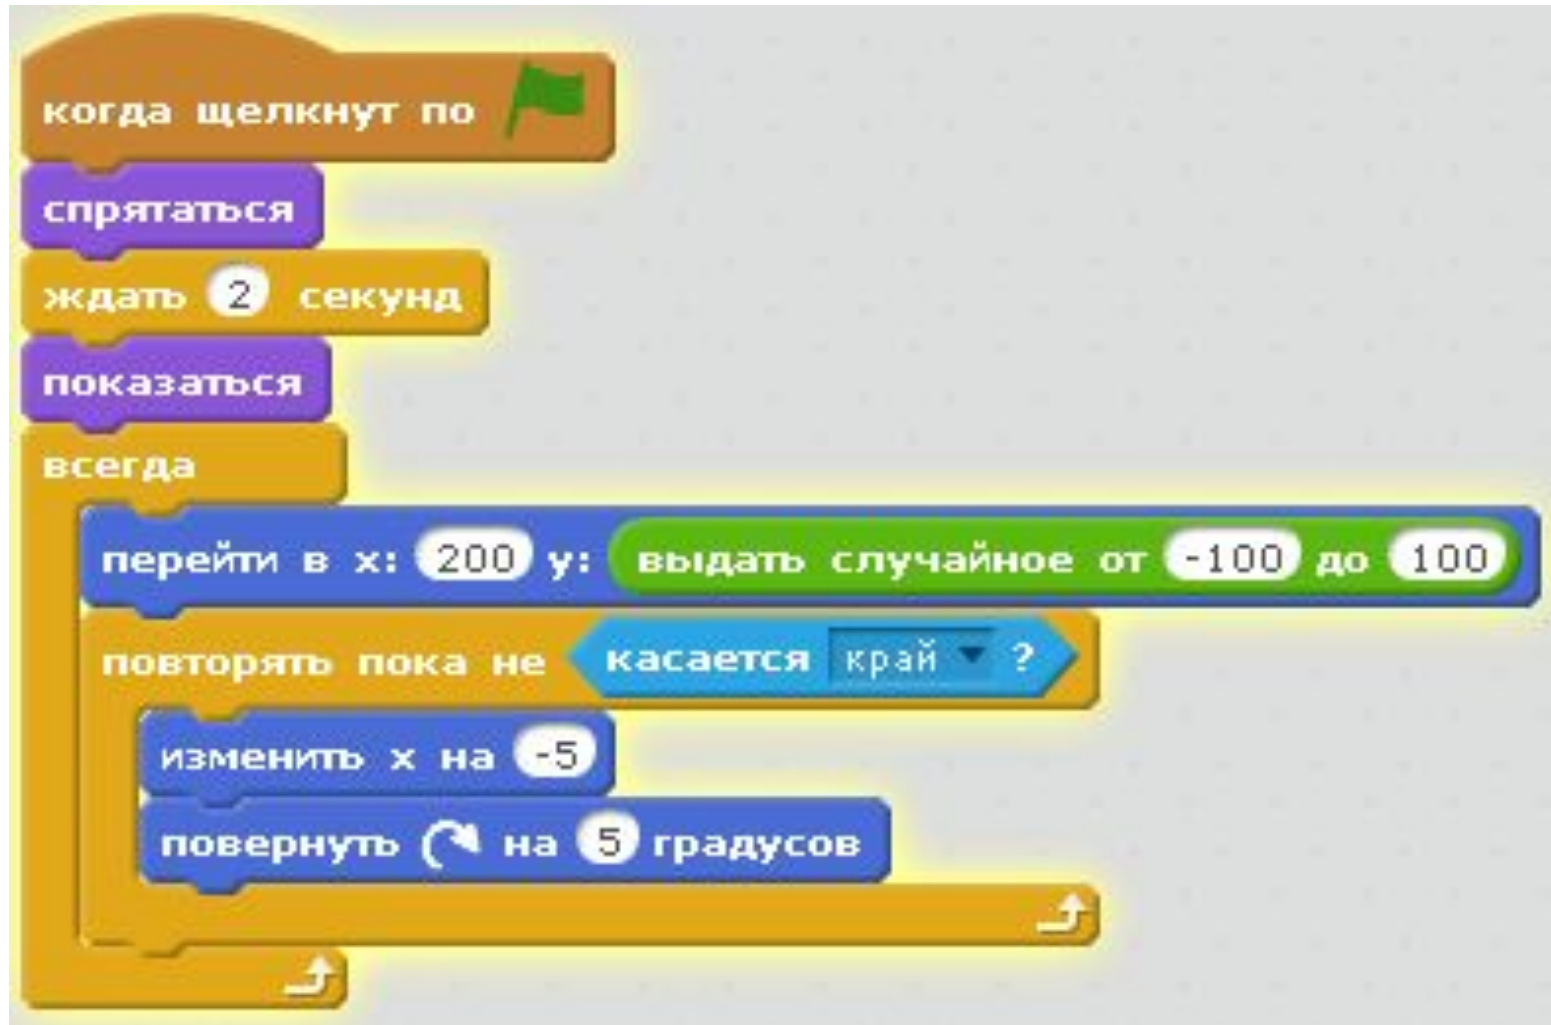 когда щелкнут по
спрятаться
ждать 2 секунд
показаться
всегда
перейти в x: 200 y: выдать случайное от -100 до 100
повторять пока не касается край ?
изменить x на -5
повернуть на 5 градусов